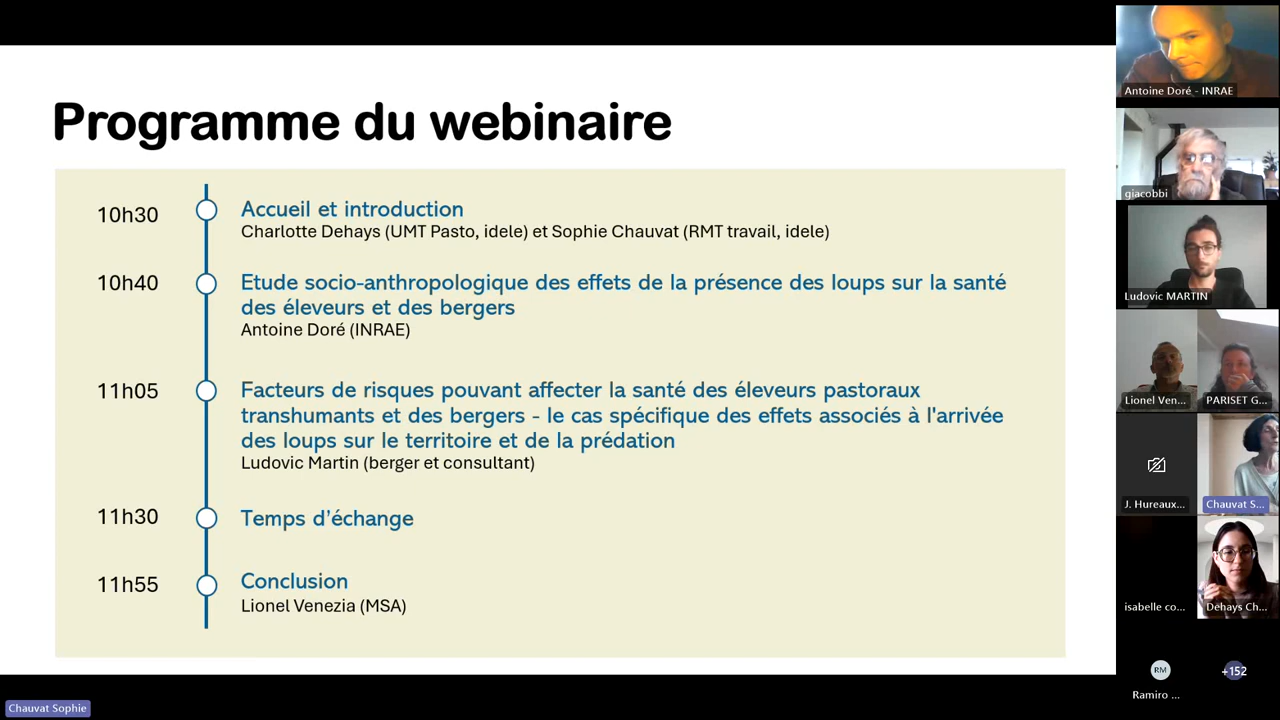 Programme du webinaire
10h30
Accueil et introduction
Charlotte Dehays (UMT Pasto, idele) et Sophie Chauvat (RMT travail, idele)
10h40
Etude socio-anthropologique des effets de la présence des loups sur la santé
des éleveurs et des bergers
Antoine Doré (INRAE)
11h05
Facteurs de risques pouvant affecter la santé des éleveurs pastoraux
transhumants et des bergers - le cas spécifique des effets associés à l'arrivée
des loups sur le territoire et de la prédation
Ludovic Martin (berger et consultant)
11h30
Temps d’échange
11h55
Conclusion
Lionel Venezia (MSA)
Antoine Doré - INRAE
giacobbi
Ludovic MARTIN
Lionel Ven...
PARISET G...
J. Hureaux...
Chauvat S...
isabelle co...
Dehays Ch...
RM
Ramiro ...
+152
Chauvat Sophie